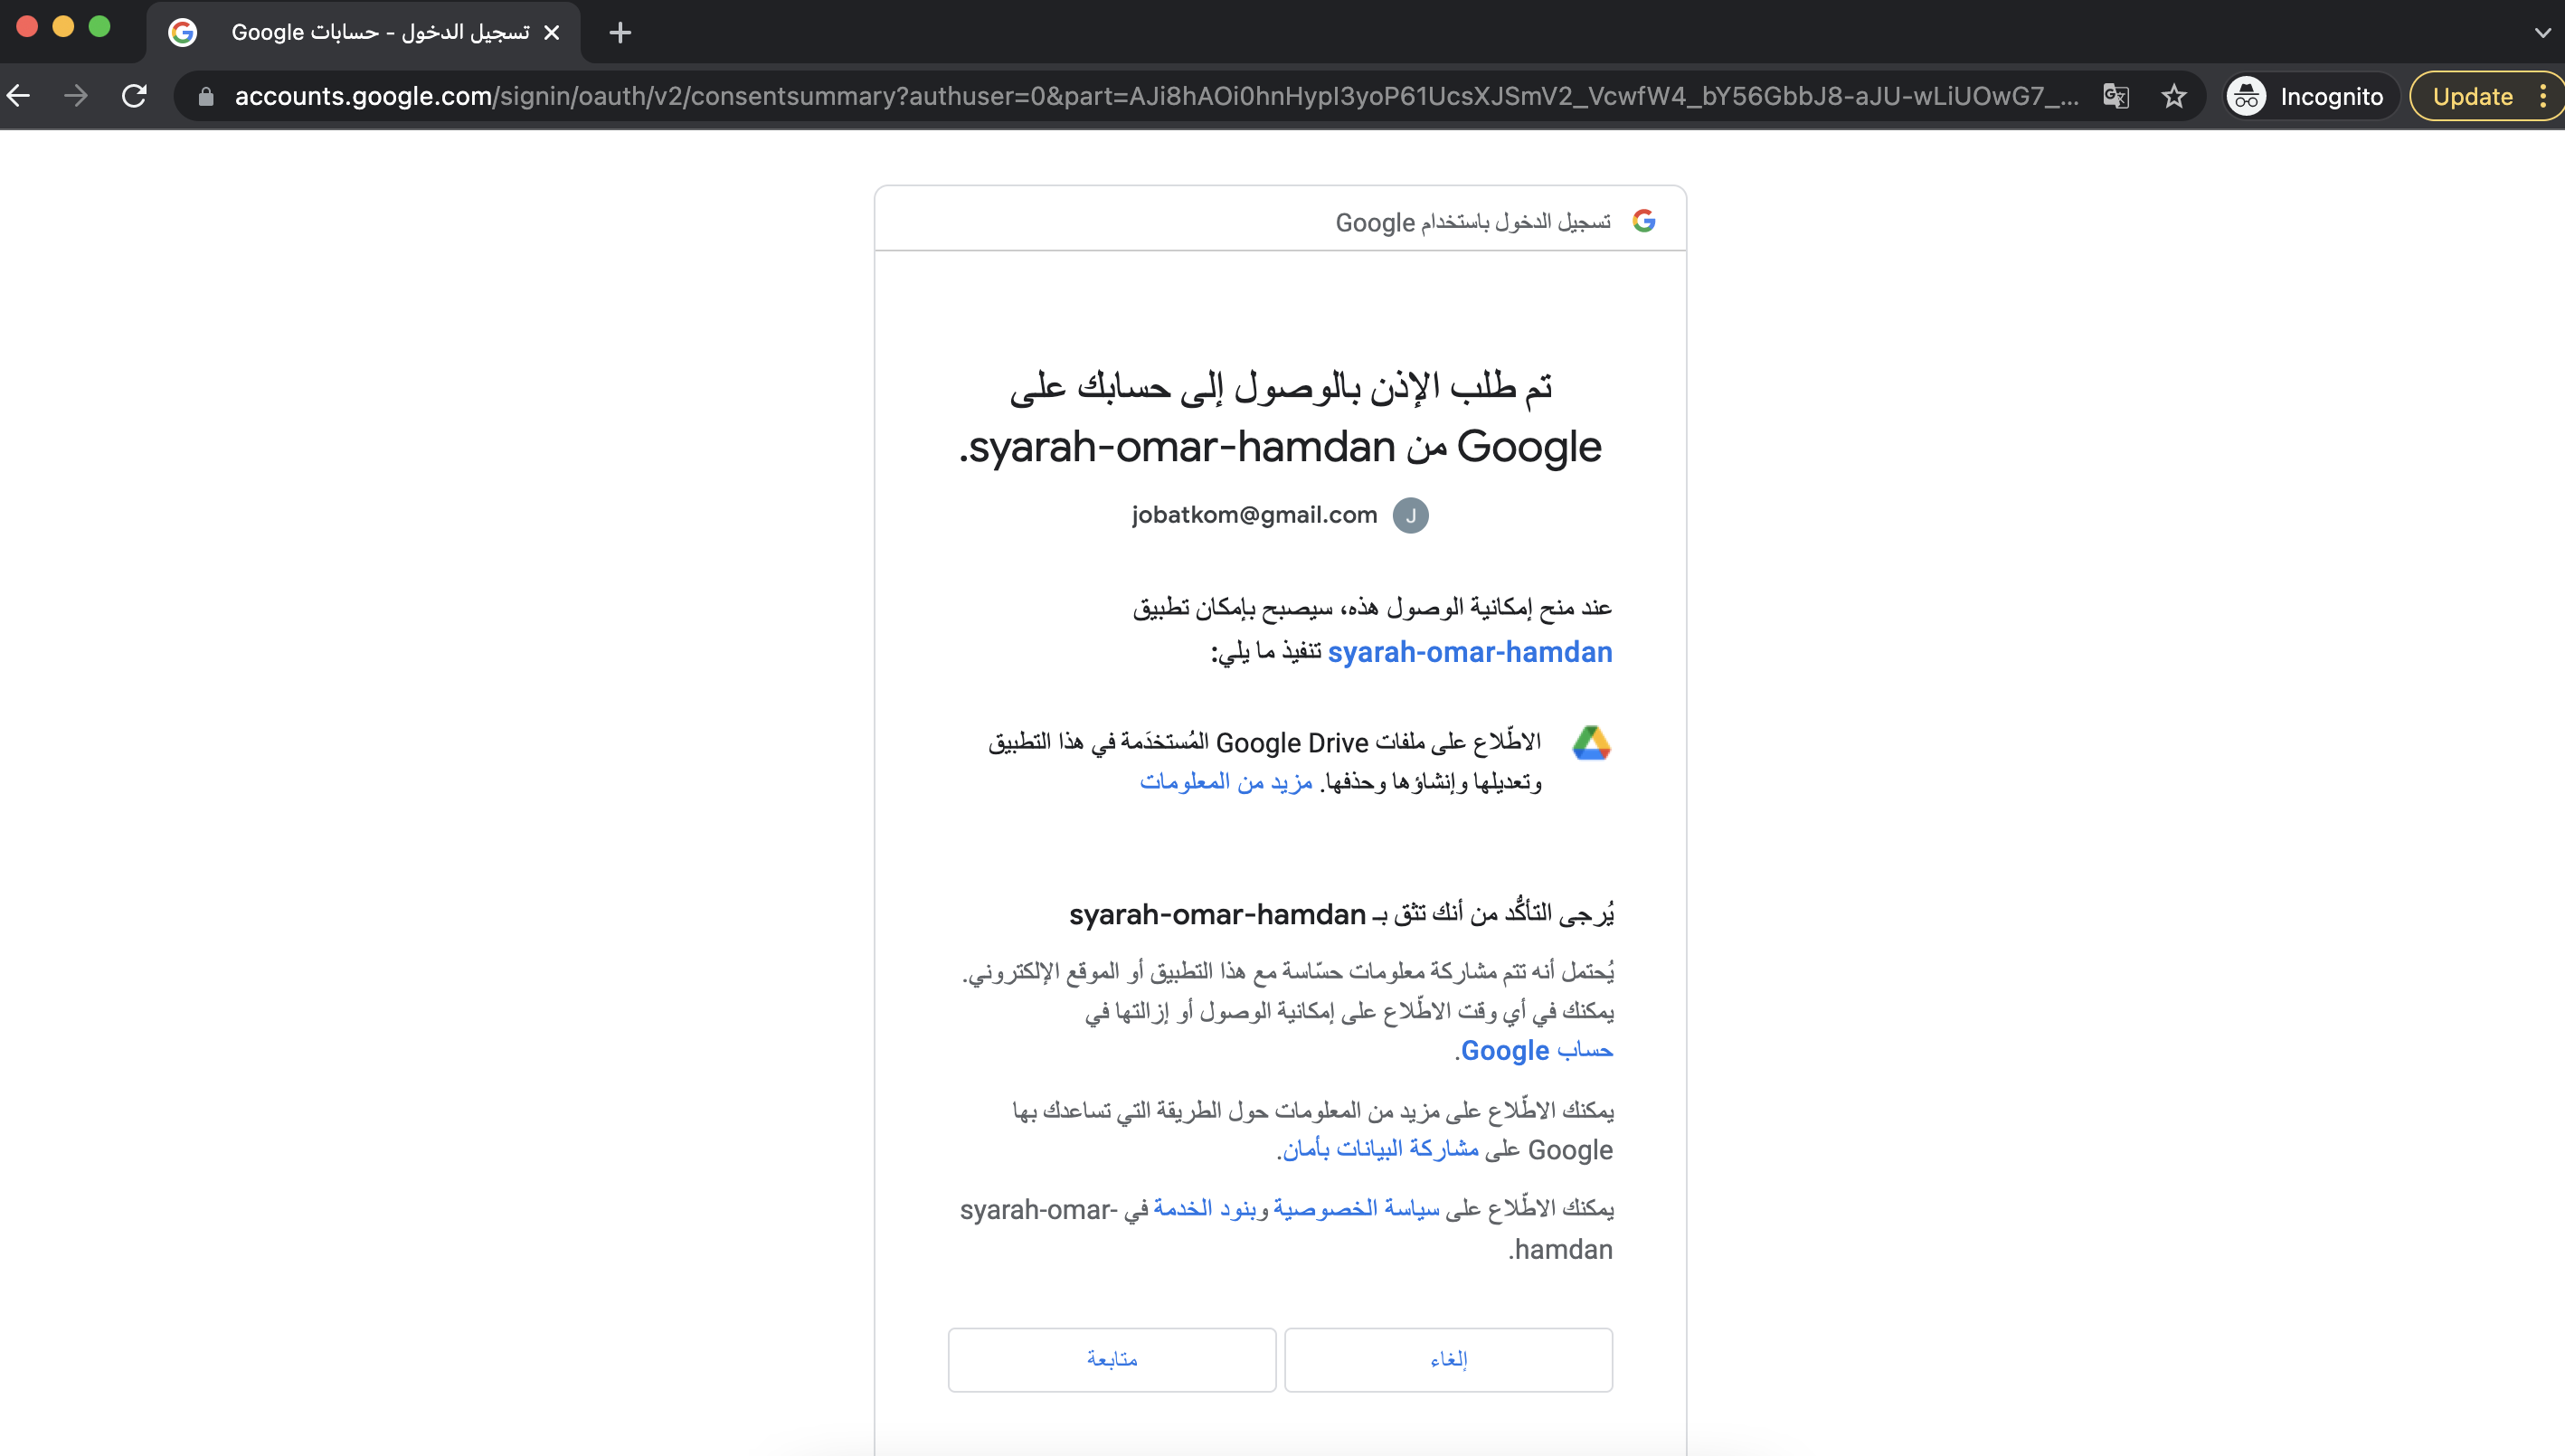 تسجيل الدخول - حسابات Google
accounts.google.com/signin/oauth/v2/consentsummary?authuser=0&part=AJi8hAOi0hnHypI3yoP61UcsXJSmV2_VcwfW4_bY56GbbJ8-aJU-wLiUOwG7_...
Incognito
Update
تسجيل الدخول باستخدام Google
تم طلب الإذن بالوصول إلى حسابك على
Google من syarah-omar-hamdan.
J
jobatkom@gmail.com
عند منح إمكانية الوصول هذه، سيصبح بإمكان تطبيق
syarah-omar-hamdan تنفيذ ما يلي:
الاطّلاع على ملفات Google Drive المُستخدَمة في هذا التطبيق
وتعديلها وإنشاؤها وحذفها. مزيد من المعلومات
يُرجى التأكُّد من أنك تثق بـ syarah-omar-hamdan
يُحتمل أنه تتم مشاركة معلومات حسّاسة مع هذا التطبيق أو الموقع الإلكتروني.
يمكنك في أي وقت الاطّلاع على إمكانية الوصول أو إزالتها في
حساب Google.
يمكنك الاطّلاع على مزيد من المعلومات حول الطريقة التي تساعدك بها
Google على مشاركة البيانات بأمان.
يمكنك الاطّلاع على سياسة الخصوصية وبنود الخدمة في syarah-omar-
hamdan.
إلغاء
متابعة